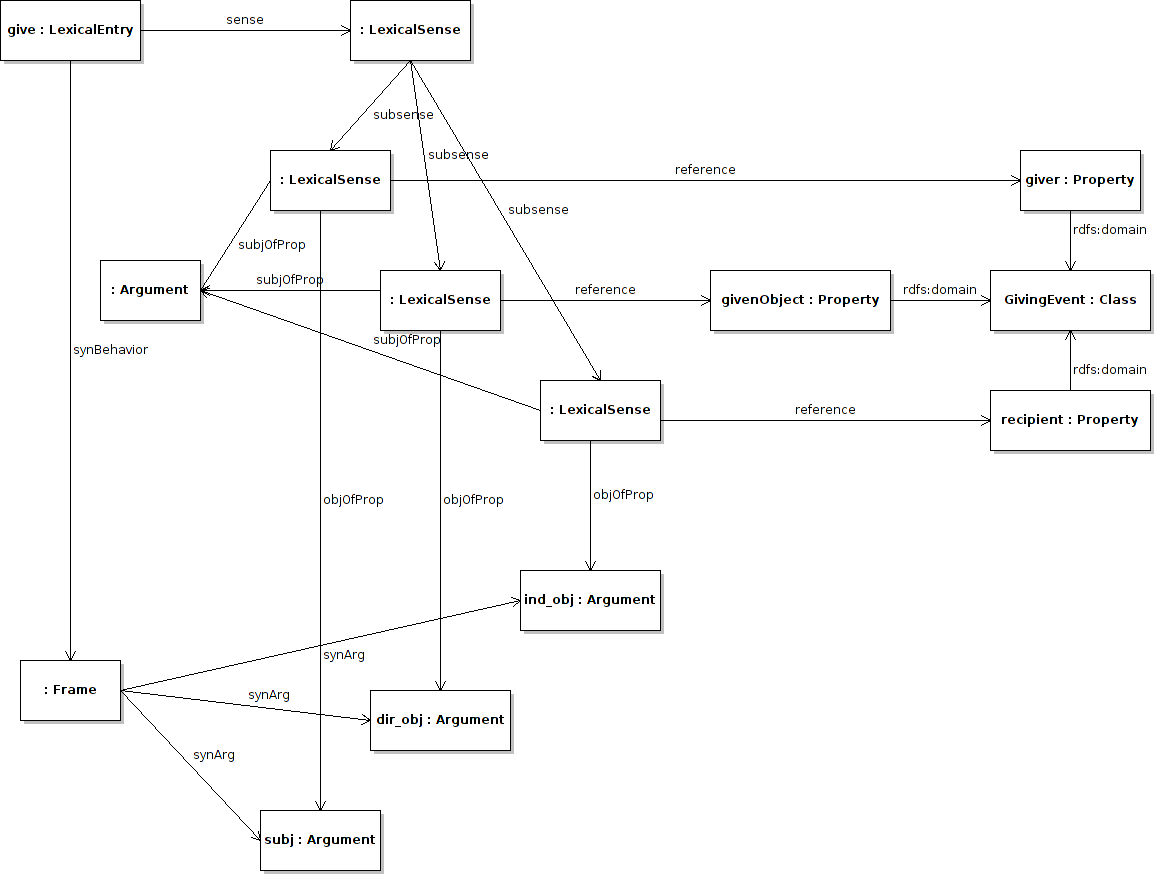 give : LexicalEntry
sense
: LexicalSense
subsense
subsense
: LexicalSense
reference
giver : Property
subsense
rdfs:domain
subjOfProp
: Argument
subjOfProp
: LexicalSense
reference
givenObject : Property
rdfs:domain
GivingEvent : Class
synBehavior
subjOfProp
rdfs:domain
: LexicalSense
reference
recipient : Property
objOfProp
objOfProp
objOfProp
ind_obj : Argument
synArg
: Frame
synArg
dir_obj : Argument
synArg
subj : Argument